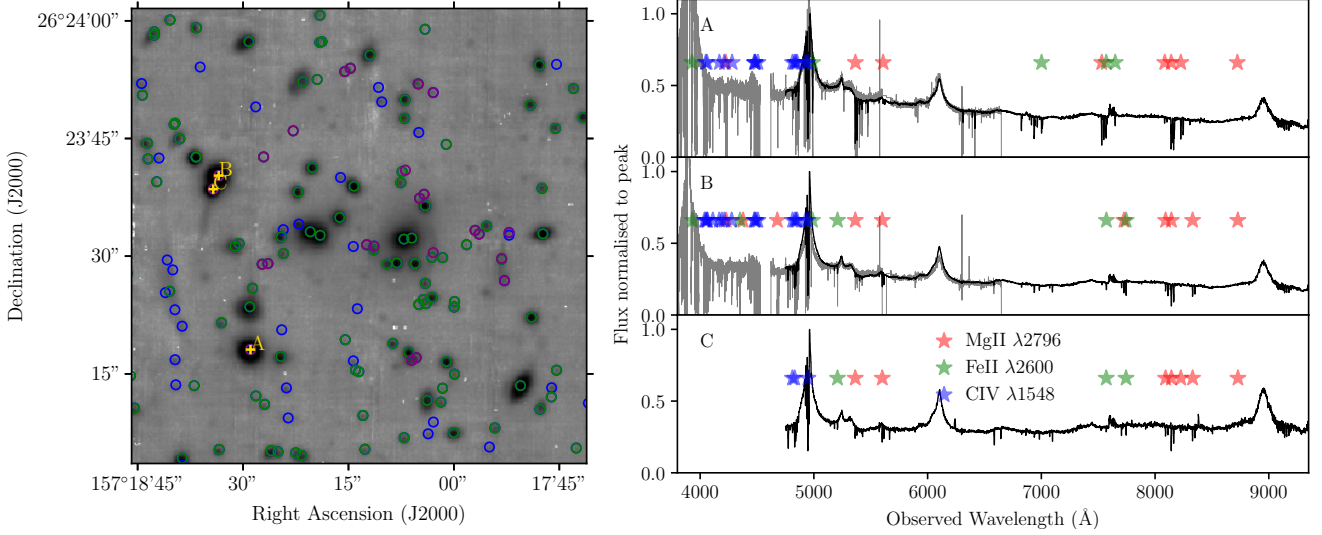 26°24’00”
23’45”
30”
15”
157°18’45”
30”
15”
00”
17’45”
Right Ascension (J2000)
Declination (J2000)
A
B
C
Flux normalised to peak
1.0
0.5
0.0
A
1.0
0.5
0.0
B
1.0
0.5
0.0
C
MgII λ2796
FeII λ2600
CIV λ1548
4000
5000
6000
7000
8000
9000
Observed Wavelength (Å)